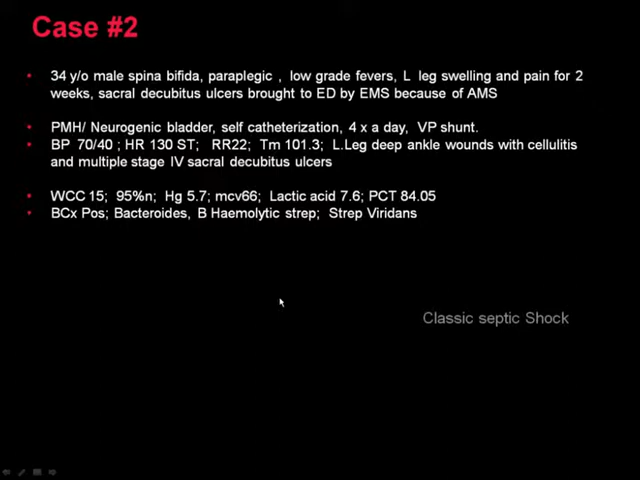 Case #2
• 34 y/o male spina bifida, paraplegic , low grade fevers, L leg swelling and pain for 2
weeks, sacral decubitus ulcers brought to ED by EMS because of AMS
• PMH/ Neurogenic bladder, self catheterization, 4 x a day, VP shunt.
• BP 70/40 ; HR 130 ST; RR22; Tm 101.3; L.Leg deep ankle wounds with cellulitis
and multiple stage IV sacral decubitus ulcers
• WCC 15; 95%n; Hg 5.7; mcv66; Lactic acid 7.6; PCT 84.05
• BCx Pos; Bacteroides, B Haemolytic strep; Strep Viridans
Classic septic Shock